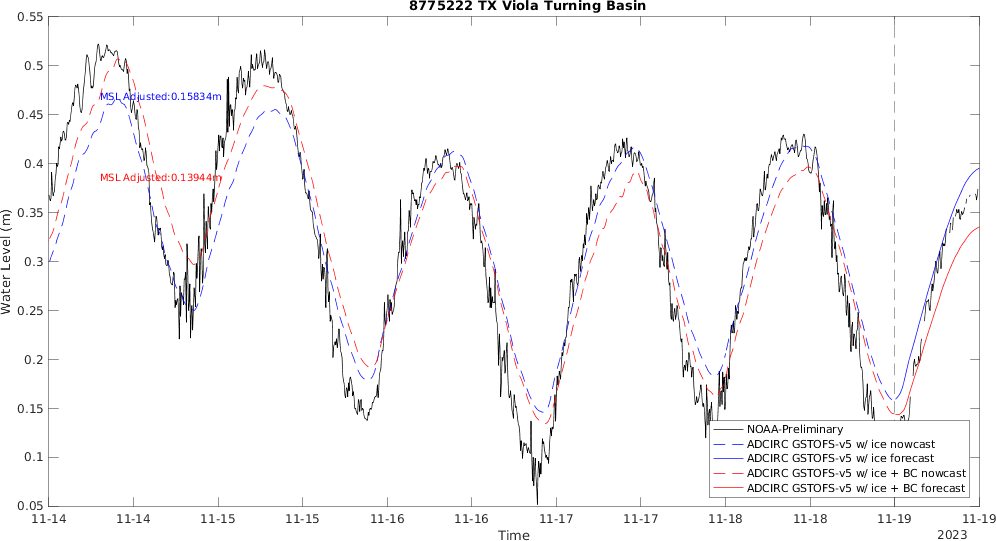 8775222 TX Viola Turning Basin
0.55
0.5
0.45
0.4
0.35
0.3
0.25
0.2
0.15
0.1
0.05
Water Level (m)
MSL Adjusted:0.15834m
MSL Adjusted:0.13944m
NOAA-Preliminary
ADCIRC GSTOFS-v5 w/ ice nowcast
ADCIRC GSTOFS-v5 w/ ice forecast
ADCIRC GSTOFS-v5 w/ ice + BC nowcast
ADCIRC GSTOFS-v5 w/ ice + BC forecast
11-14 11-14 11-15 11-15 11-16 11-16 11-17 11-17 11-18 11-18 11-19 11-19
Time
2023